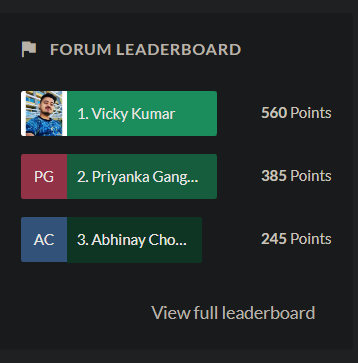 FORUM LEADERBOARD
1. Vicky Kumar 560 Points
PG 2. Priyanka Gang... 385 Points
AC 3. Abhinay Cho... 245 Points
View full leaderboard